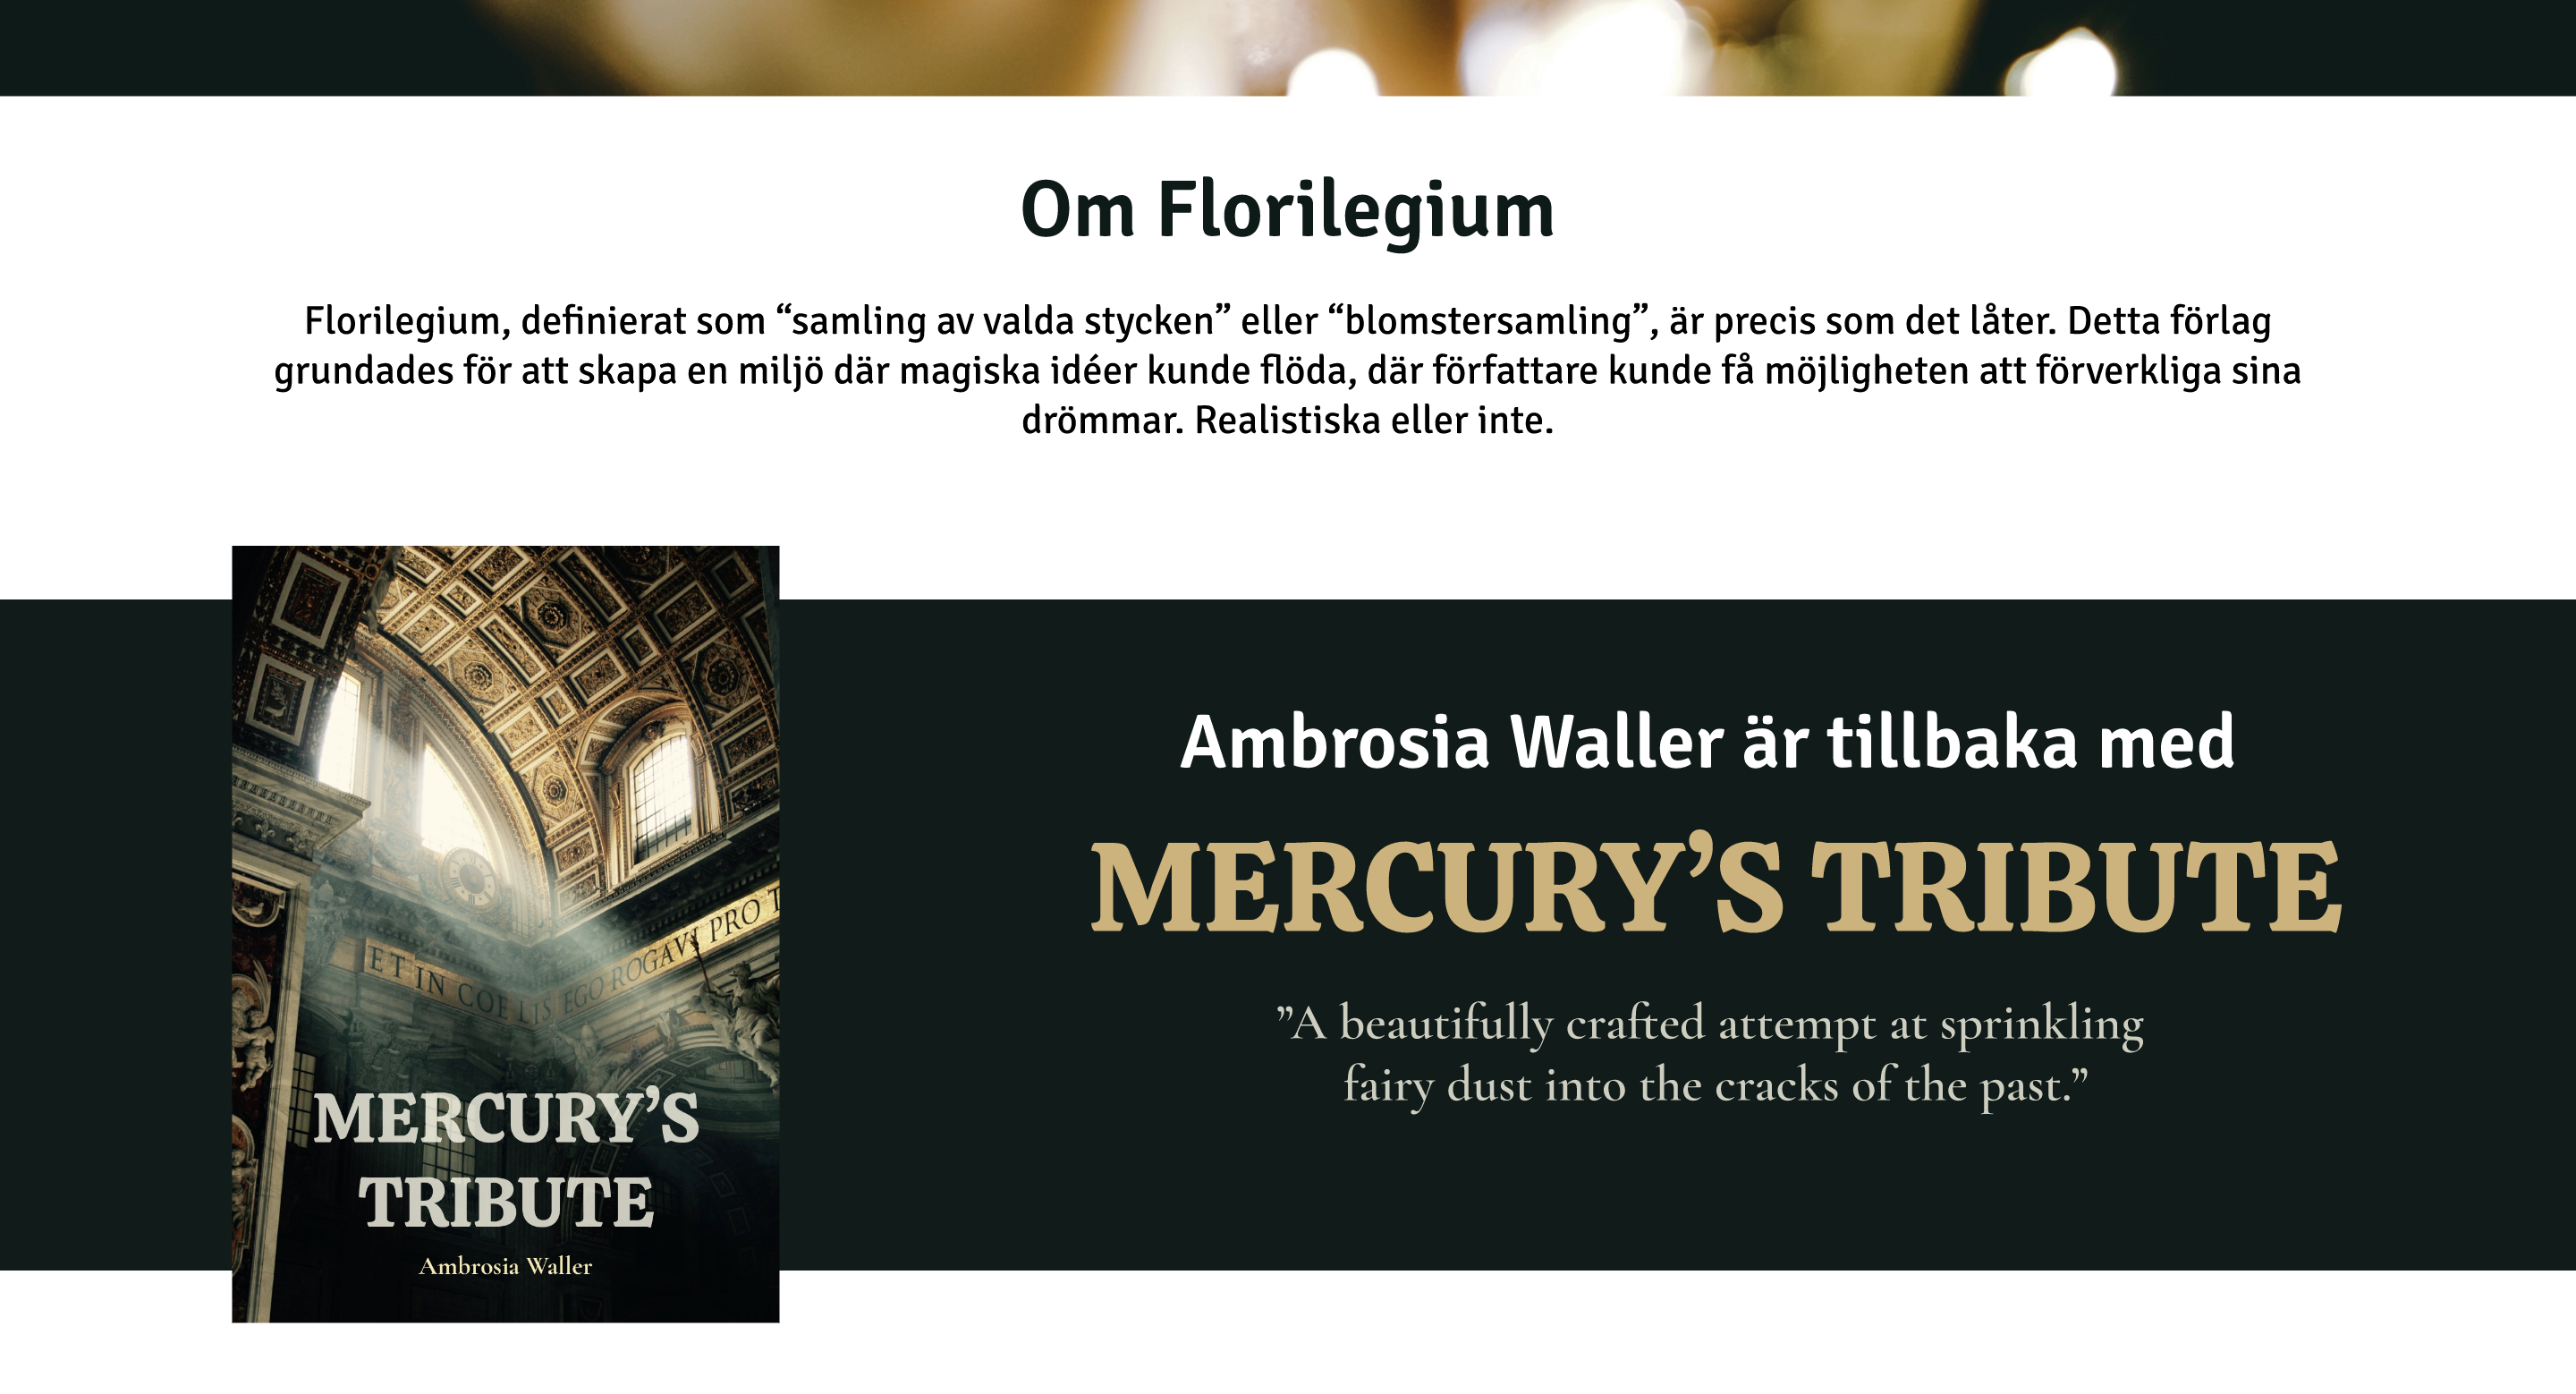 Om Florilegium
Florilegium, definierat som “samling av valda stycken” eller “blomstersamling”, är precis som det låter. Detta förlag
grundades för att skapa en miljö där magiska idéer kunde flöda, där författare kunde få möjligheten att förverkliga sina
drömmar. Realistiska eller inte.
ET IN COELIS EGO ROGAVI PRO T
MERCURY’S
TRIBUTE
Ambrosia Waller
Ambrosia Waller är tillbaka med
MERCURY’S TRIBUTE
”A beautifully crafted attempt at sprinkling
fairy dust into the cracks of the past.”